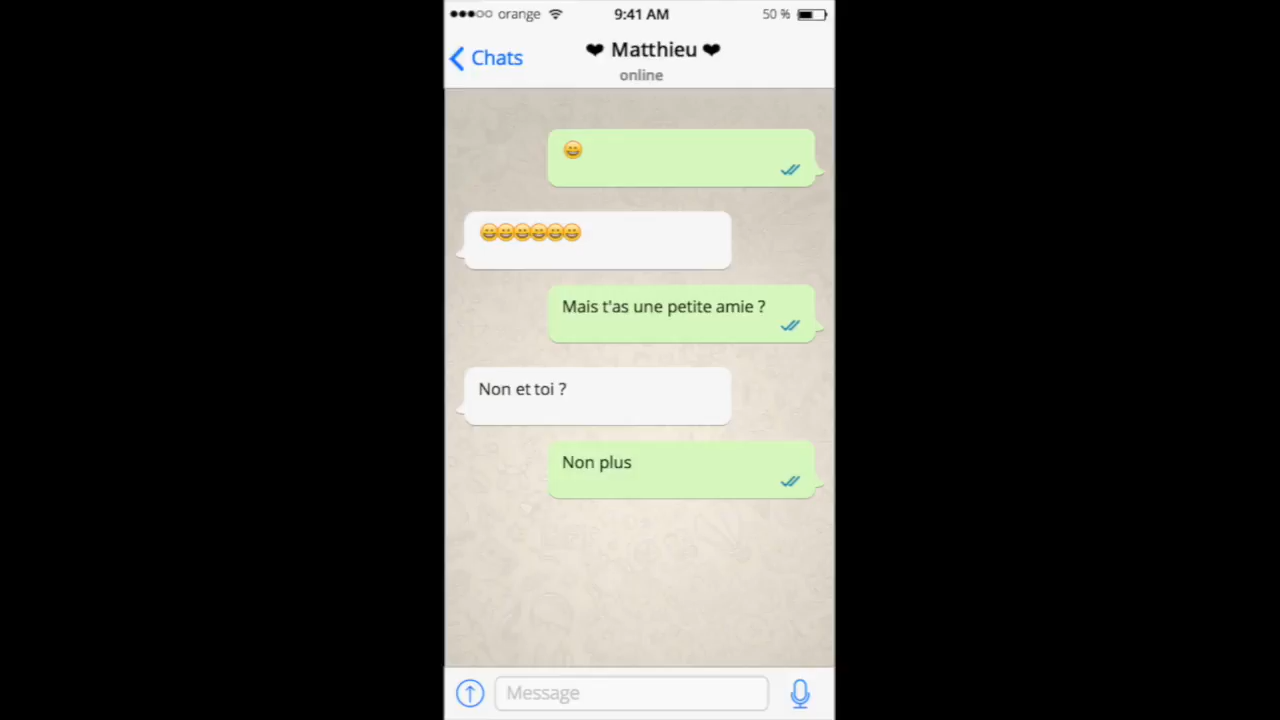 orange 9:41 AM 50 %
Chats ❤ Matthieu ❤
online
😄
😄😄😄😄😄😄
Mais t'as une petite amie ?
Non et toi ?
Non plus
Message